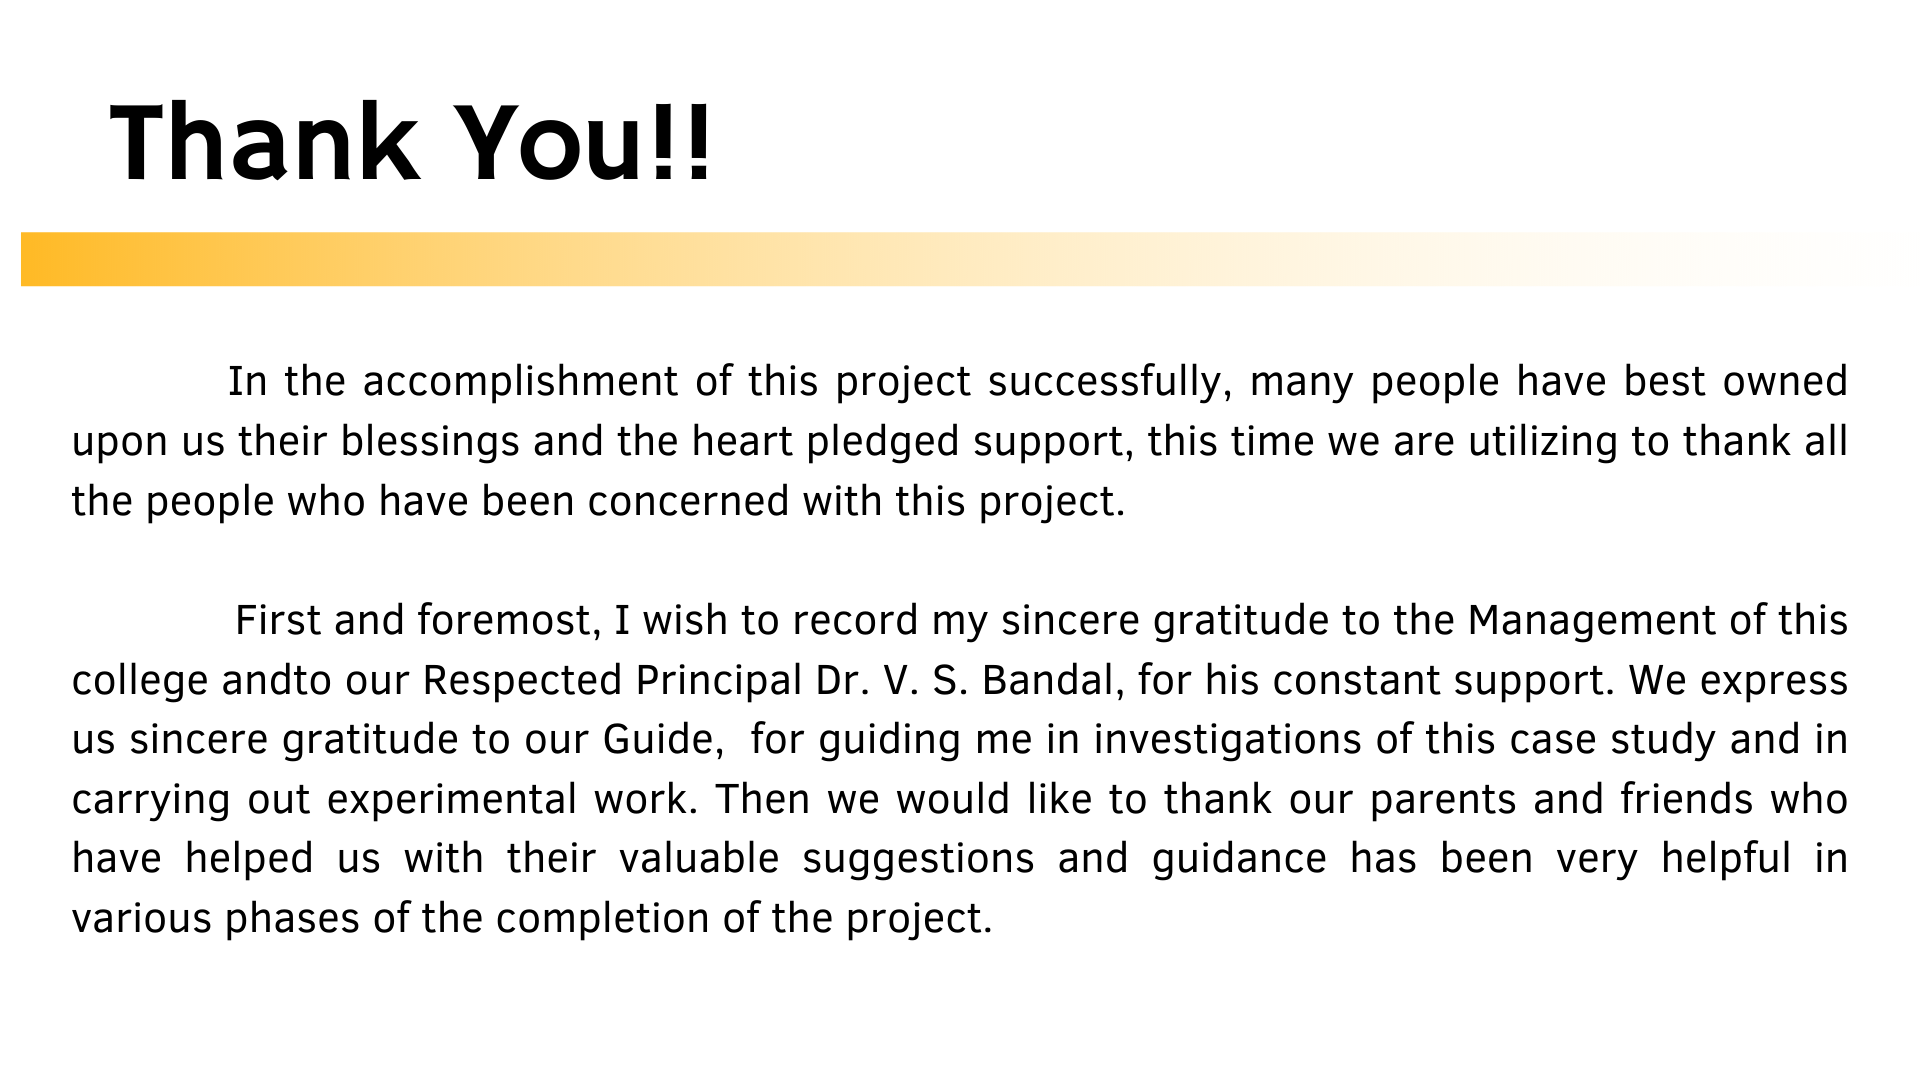 Thank You!!
In the accomplishment of this project successfully, many people have best owned
upon us their blessings and the heart pledged support, this time we are utilizing to thank all
the people who have been concerned with this project.
First and foremost, I wish to record my sincere gratitude to the Management of this
college andto our Respected Principal Dr. V. S. Bandal, for his constant support. We express
us sincere gratitude to our Guide,  for guiding me in investigations of this case study and in
carrying out experimental work. Then we would like to thank our parents and friends who
have helped us with their valuable suggestions and guidance has been very helpful in
various phases of the completion of the project.